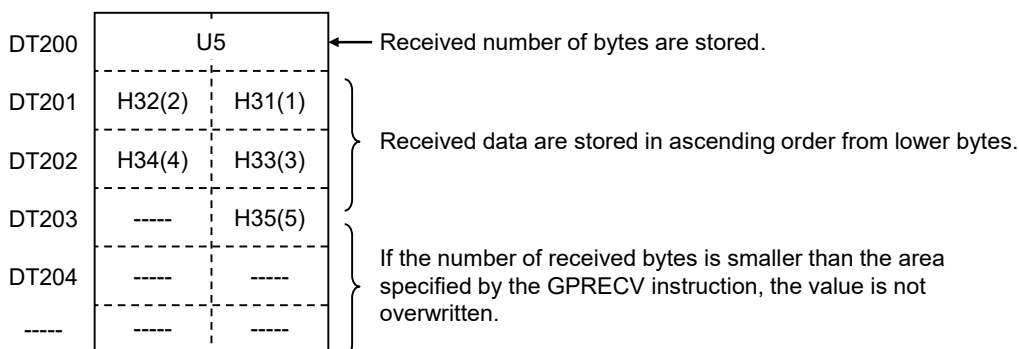 DT200 U5 Received number of bytes are stored.
DT201 H32(2) H31(1)
Received data are stored in ascending order from lower bytes.
DT202 H34(4) H33(3)
DT203 ----- H35(5)
If the number of received bytes is smaller than the area
DT204 ----- -----
specified by the GPRECV instruction, the value is not
overwritten.
----- ----- -----